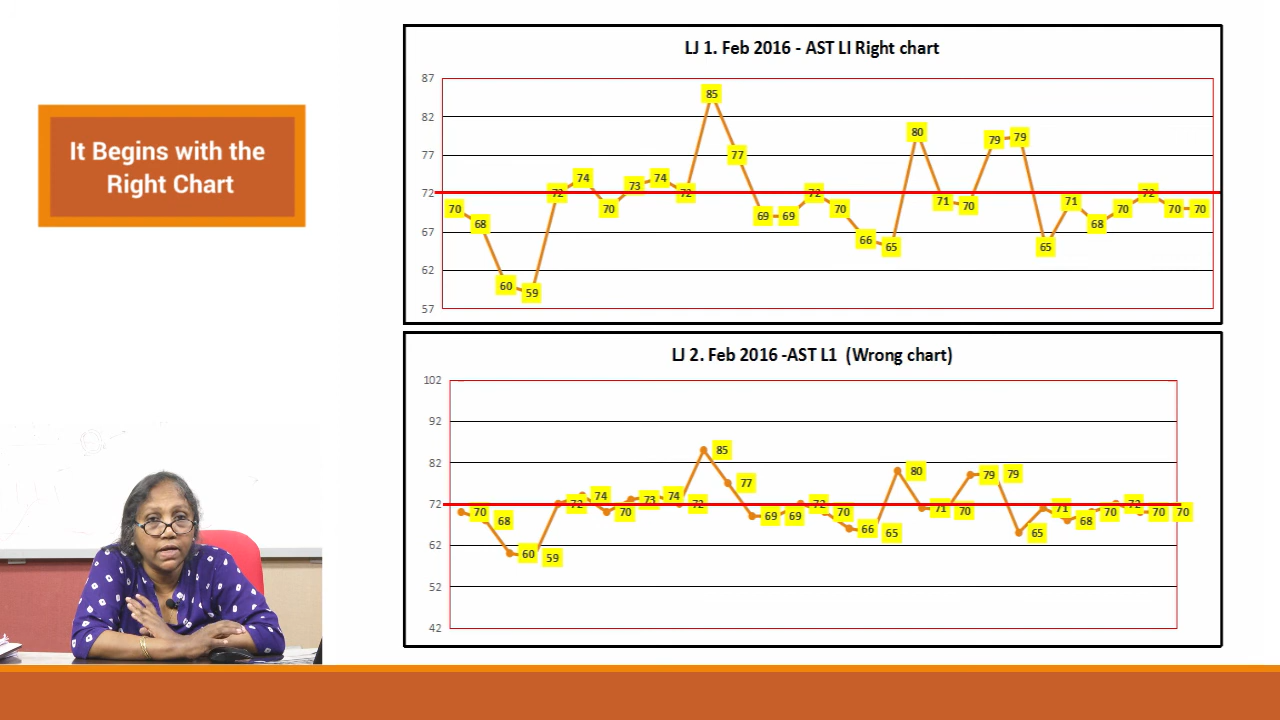 It Begins with the
Right Chart
LJ 1. Feb 2016 - AST LI Right chart
87
82
77
72
67
62
57
70 68 60 59 72 74 70 73 74 72 85 77 69 69 72 70 66 65 80 71 70 79 79 65 71 68 70 72 70 70
LJ 2. Feb 2016 -AST L1 (Wrong chart)
102
92
82
72
62
52
42
70 68 60 59 72 74 70 73 74 72 85 77 69 69 72 70 66 65 80 71 70 79 79 65 71 68 70 72 70 70